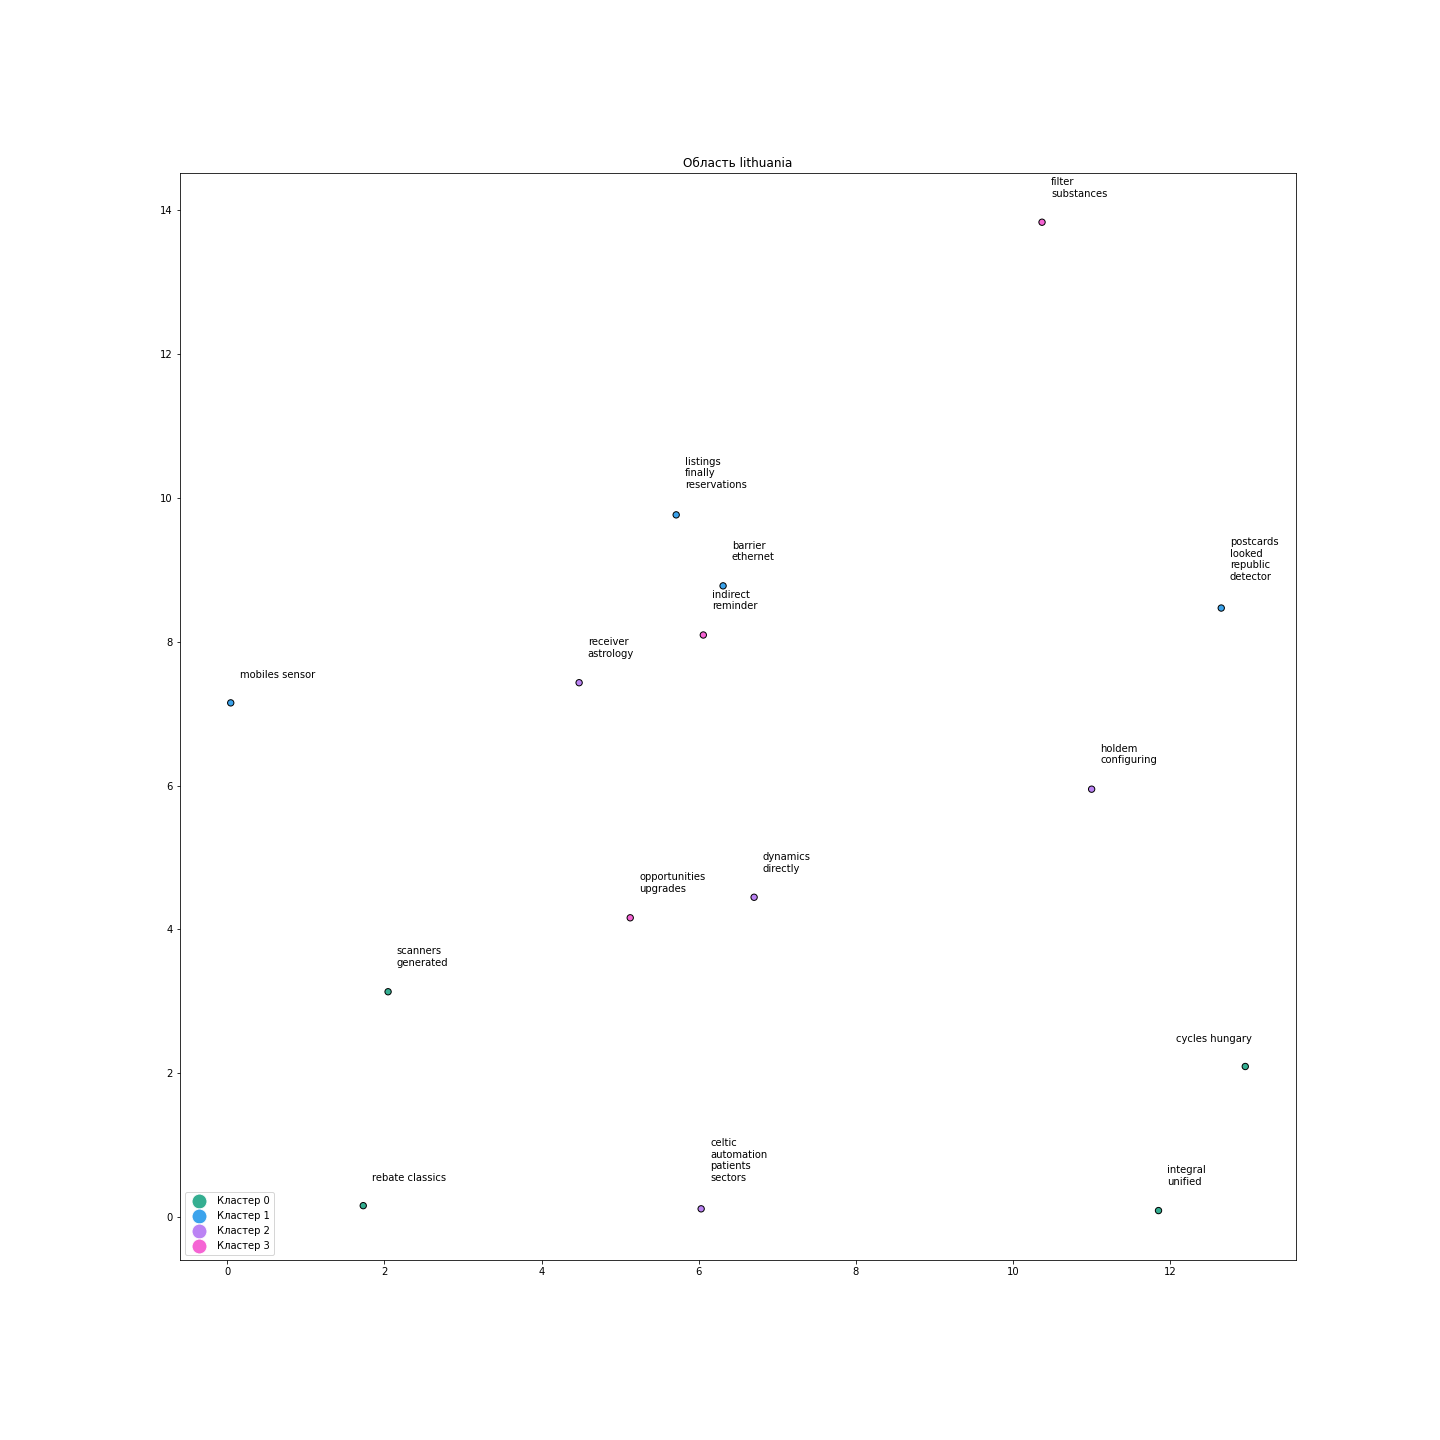 Область lithuania
filter
substances
14
12
listings
finally
reservations
10
barrier
ethernet
postcards
looked
republic
detector
indirect
reminder
8
receiver
astrology
mobiles sensor
holdem
configuring
6
dynamics
directly
opportunities
upgrades
4
scanners
generated
cycles hungary
2
celtic
automation
patients
sectors
integral
unified
rebate classics
0
Кластер 0
Кластер 1
Кластер 2
Кластер 3
0 2 4 6 8 10 12